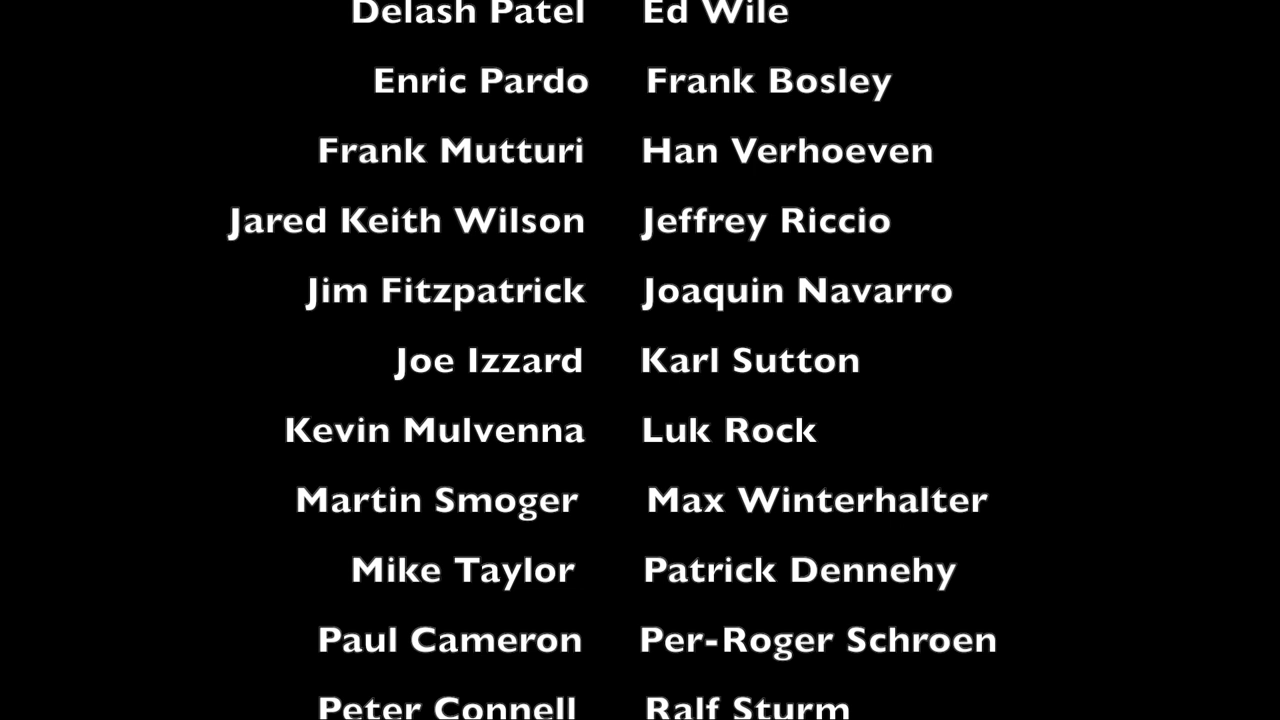 Delash Patel Ed Wile
Enric Pardo Frank Bosley
Frank Mutturi Han Verhoeven
Jared Keith Wilson Jeffrey Riccio
Jim Fitzpatrick Joaquin Navarro
Joe Izzard Karl Sutton
Kevin Mulvenna Luk Rock
Martin Smoger Max Winterhalter
Mike Taylor Patrick Dennehy
Paul Cameron Per-Roger Schroen
Peter Connell Ralf Sturm